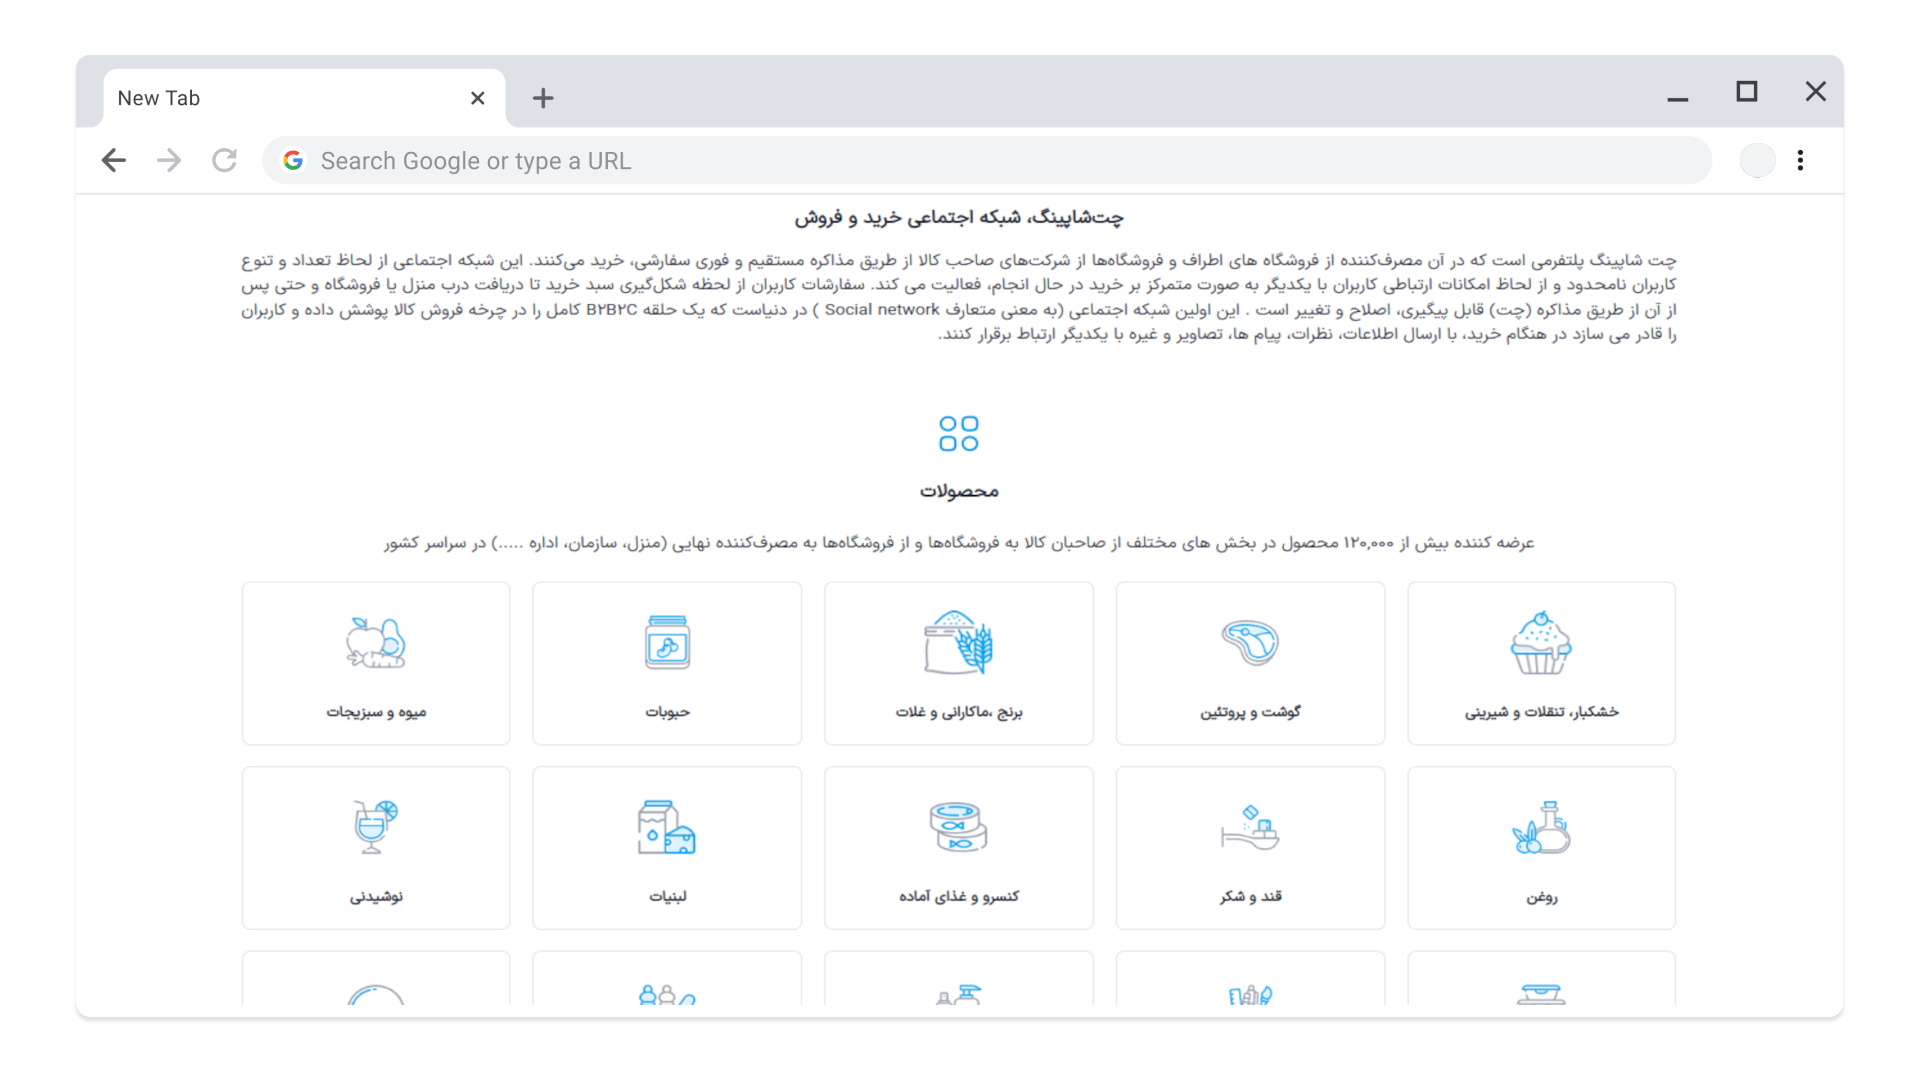 New Tab
Search Google or type a URL
چت‌شاپینگ، شبکه اجتماعی خرید و فروش
چت شاپینگ پلتفرمی است که در آن مصرف‌کننده از فروشگاه های اطراف و فروشگاه‌ها از شرکت‌های صاحب کالا از طریق مذاکره مستقیم و فوری سفارشی، خرید می‌کنند. این شبکه اجتماعی از لحاظ تعداد و تنوع
کاربران نامحدود و از لحاظ امکانات ارتباطی کاربران با یکدیگر به صورت متمرکز بر خرید در حال انجام، فعالیت می کند. سفارشات کاربران از لحظه شکل‌گیری سبد خرید تا دریافت درب منزل یا فروشگاه و حتی پس
از آن از طریق مذاکره (چت) قابل پیگیری، اصلاح و تغییر است . این اولین شبکه اجتماعی (به معنی متعارف Social network ) در دنیاست که یک حلقه B۲B۲C کامل را در چرخه فروش کالا پوشش داده و کاربران
را قادر می سازد در هنگام خرید، با ارسال اطلاعات، نظرات، پیام ها، تصاویر و غیره با یکدیگر ارتباط برقرار کنند.
محصولات
عرضه کننده بیش از ۱۲۰,۰۰۰ محصول در بخش های مختلف از صاحبان کالا به فروشگاه‌ها و از فروشگاه‌ها به مصرف‌کننده نهایی (منزل، سازمان، اداره .....) در سراسر کشور
خشکبار، تنقلات و شیرینی
گوشت و پروتئین
برنج ،ماکارانی و غلات
حبوبات
میوه و سبزیجات
روغن
قند و شکر
کنسرو و غذای آماده
لبنیات
نوشیدنی